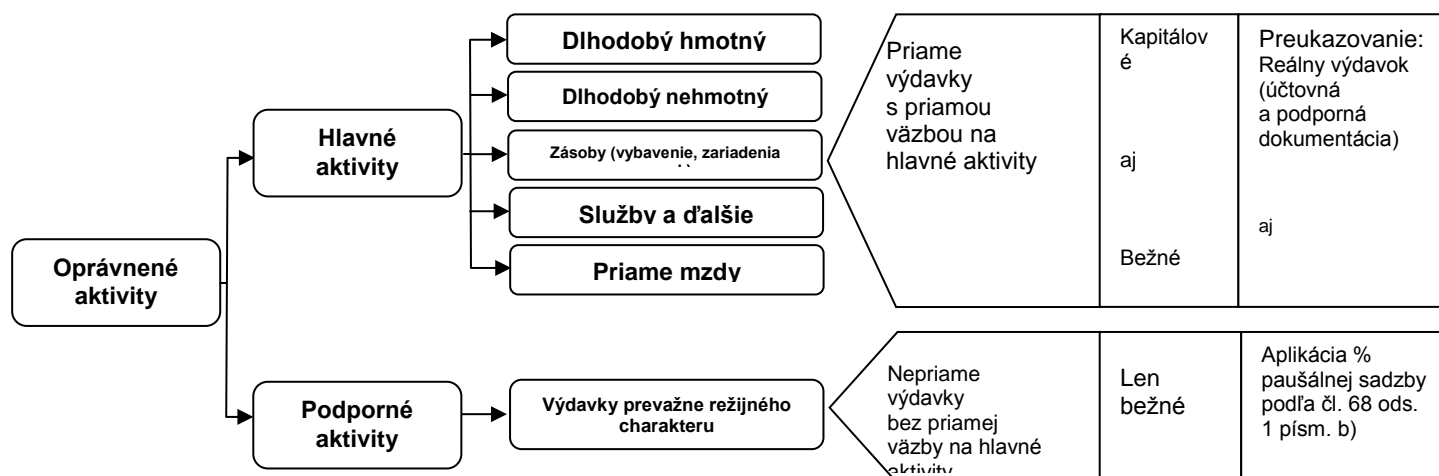 Oprávnené
aktivity
Hlavné
aktivity
Dlhodobý hmotný
Dlhodobý nehmotný
Zásoby (vybavenie, zariadenia
Služby a ďalšie
Priame mzdy
Priame
výdavky
s priamou
väzbou na
hlavné aktivity
Kapitálov
é
aj
Bežné
Preukazovanie:
Reálny výdavok
(účtovná
a podporná
dokumentácia)
aj
Podporné
aktivity
Výdavky prevažne režijného
charakteru
Nepriame
výdavky
bez priamej
väzby na hlavné
aktivity
Len
bežné
Aplikácia %
paušálnej sadzby
podľa čl. 68 ods.
1 písm. b)